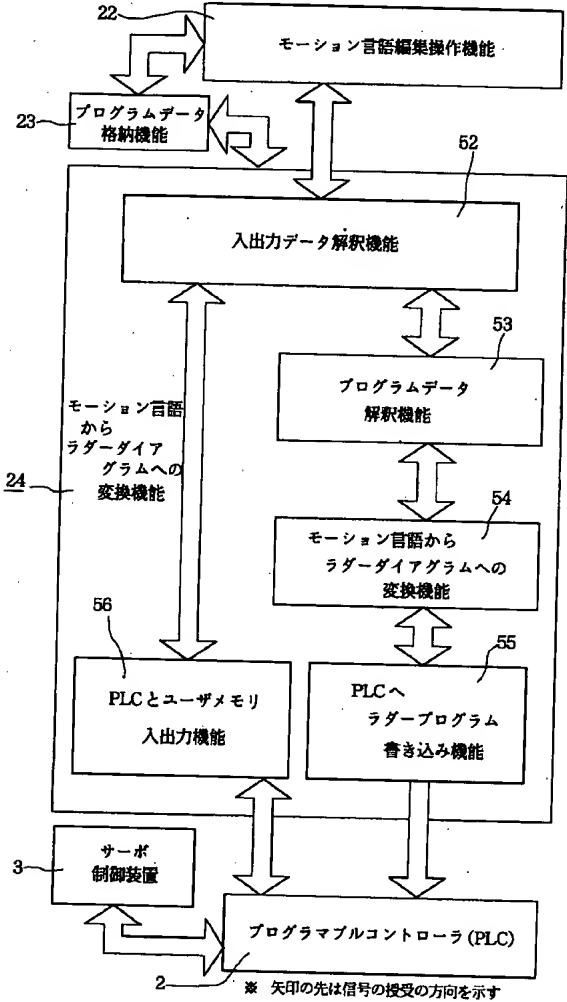 22
モーション言語編集操作機能
23
プログラムデータ
格納機能
52
入出力データ解釈機能
53
プログラムデータ
解釈機能
モーション言語
から
ラダーダイア
グラムへの
変換機能
24
54
モーション言語から
ラダーダイアグラムへの
変換機能
56
PLCとユーザメモリ
入出力機能
55
PLCへ
ラダープログラム
書き込み機能
3
サーボ
制御装置
プログラマブルコントローラ(PLC)
2
※ 矢印の先は信号の授受の方向を示す